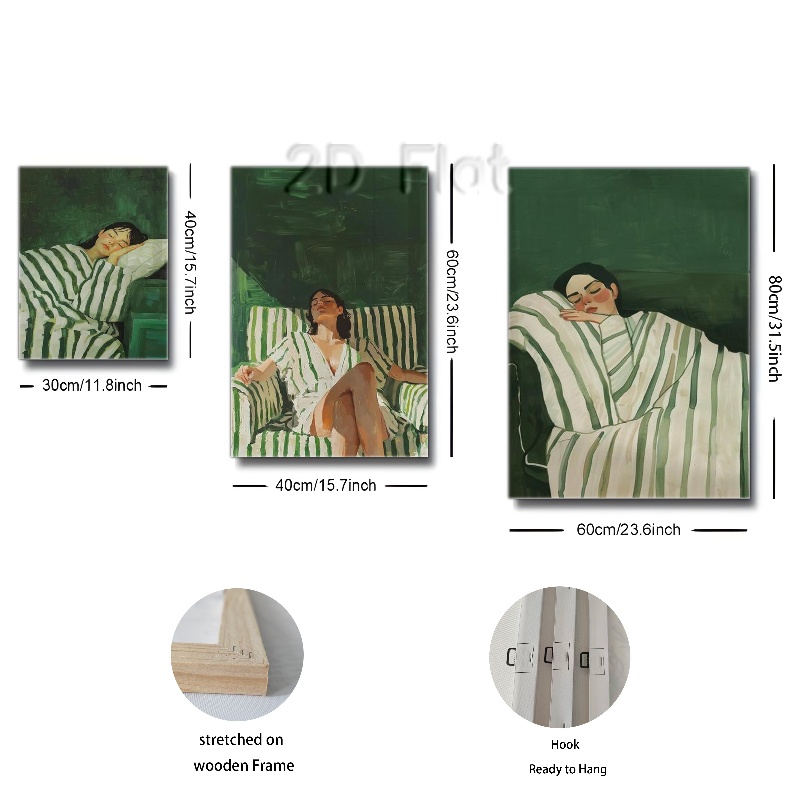 2D Flat
40cm/15.7inch
30cm/11.8inch
60cm/23.6inch
40cm/15.7inch
80cm/31.5inch
60cm/23.6inch
stretched on
wooden Frame
Hook
Ready to Hang